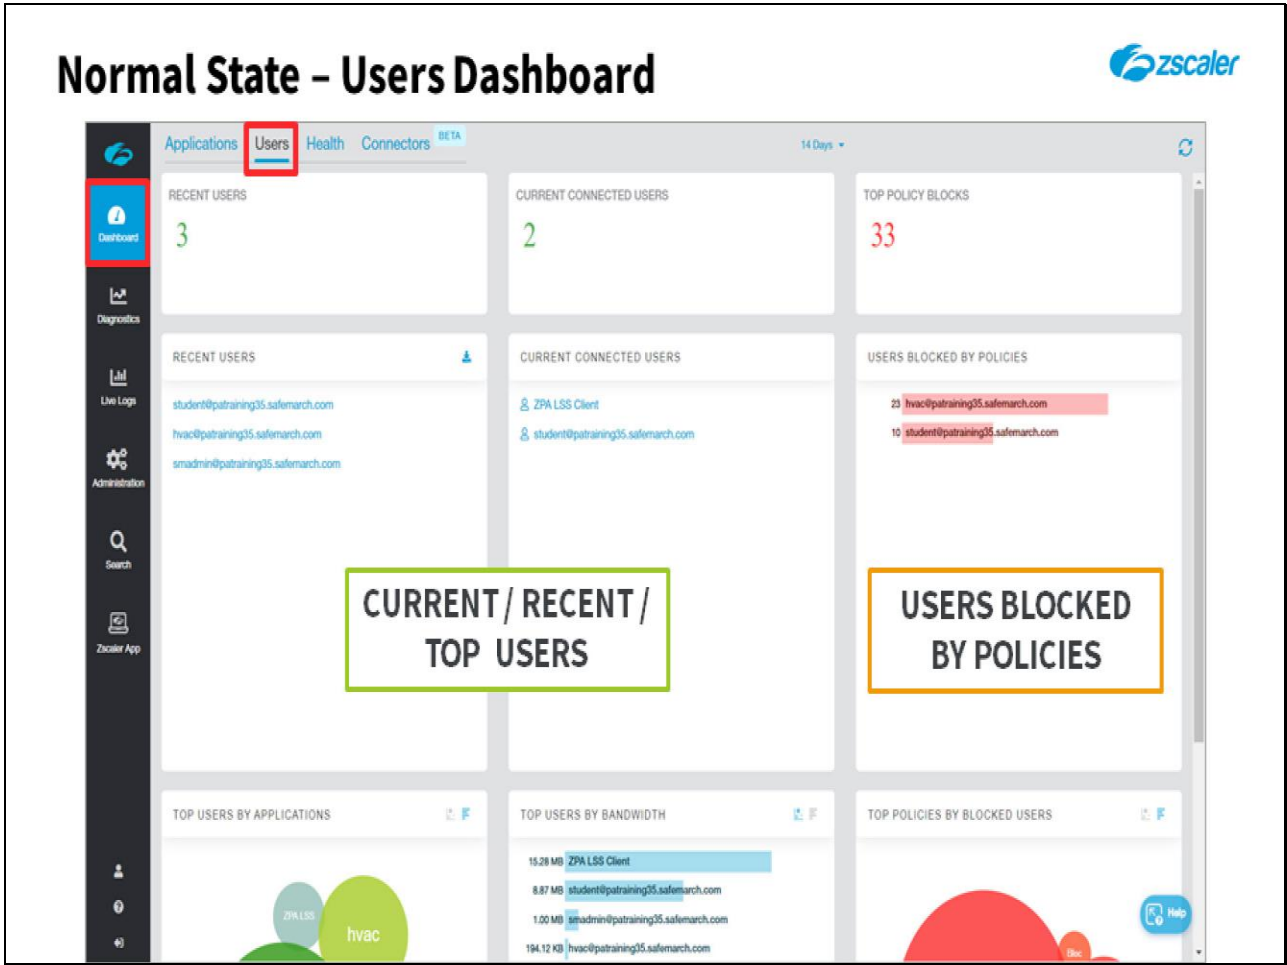 Normal State – Users Dashboard
zscaler
Applications Users Health Connectors BETA
14 Days
Dashboard
Diagnostics
Live Logs
Administration
Search
Zscaler App
RECENT USERS
3
CURRENT CONNECTED USERS
2
TOP POLICY BLOCKS
33
RECENT USERS
student@patraining35.safemarch.com
hvac@patraining35.safemarch.com
smadmin@patraining35.safemarch.com
CURRENT CONNECTED USERS
ZPA LSS Client
student@patraining35.safemarch.com
USERS BLOCKED BY POLICIES
23 hvac@patraining35.safemarch.com
10 student@patraining35.safemarch.com
CURRENT / RECENT /
TOP USERS
USERS BLOCKED
BY POLICIES
TOP USERS BY APPLICATIONS
ZPA LSS
hvac
TOP USERS BY BANDWIDTH
15.28 MB ZPA LSS Client
8.87 MB student@patraining35.safemarch.com
1.00 MB smadmin@patraining35.safemarch.com
194.12 KB hvac@patraining35.safemarch.com
TOP POLICIES BY BLOCKED USERS
Bloc
Help